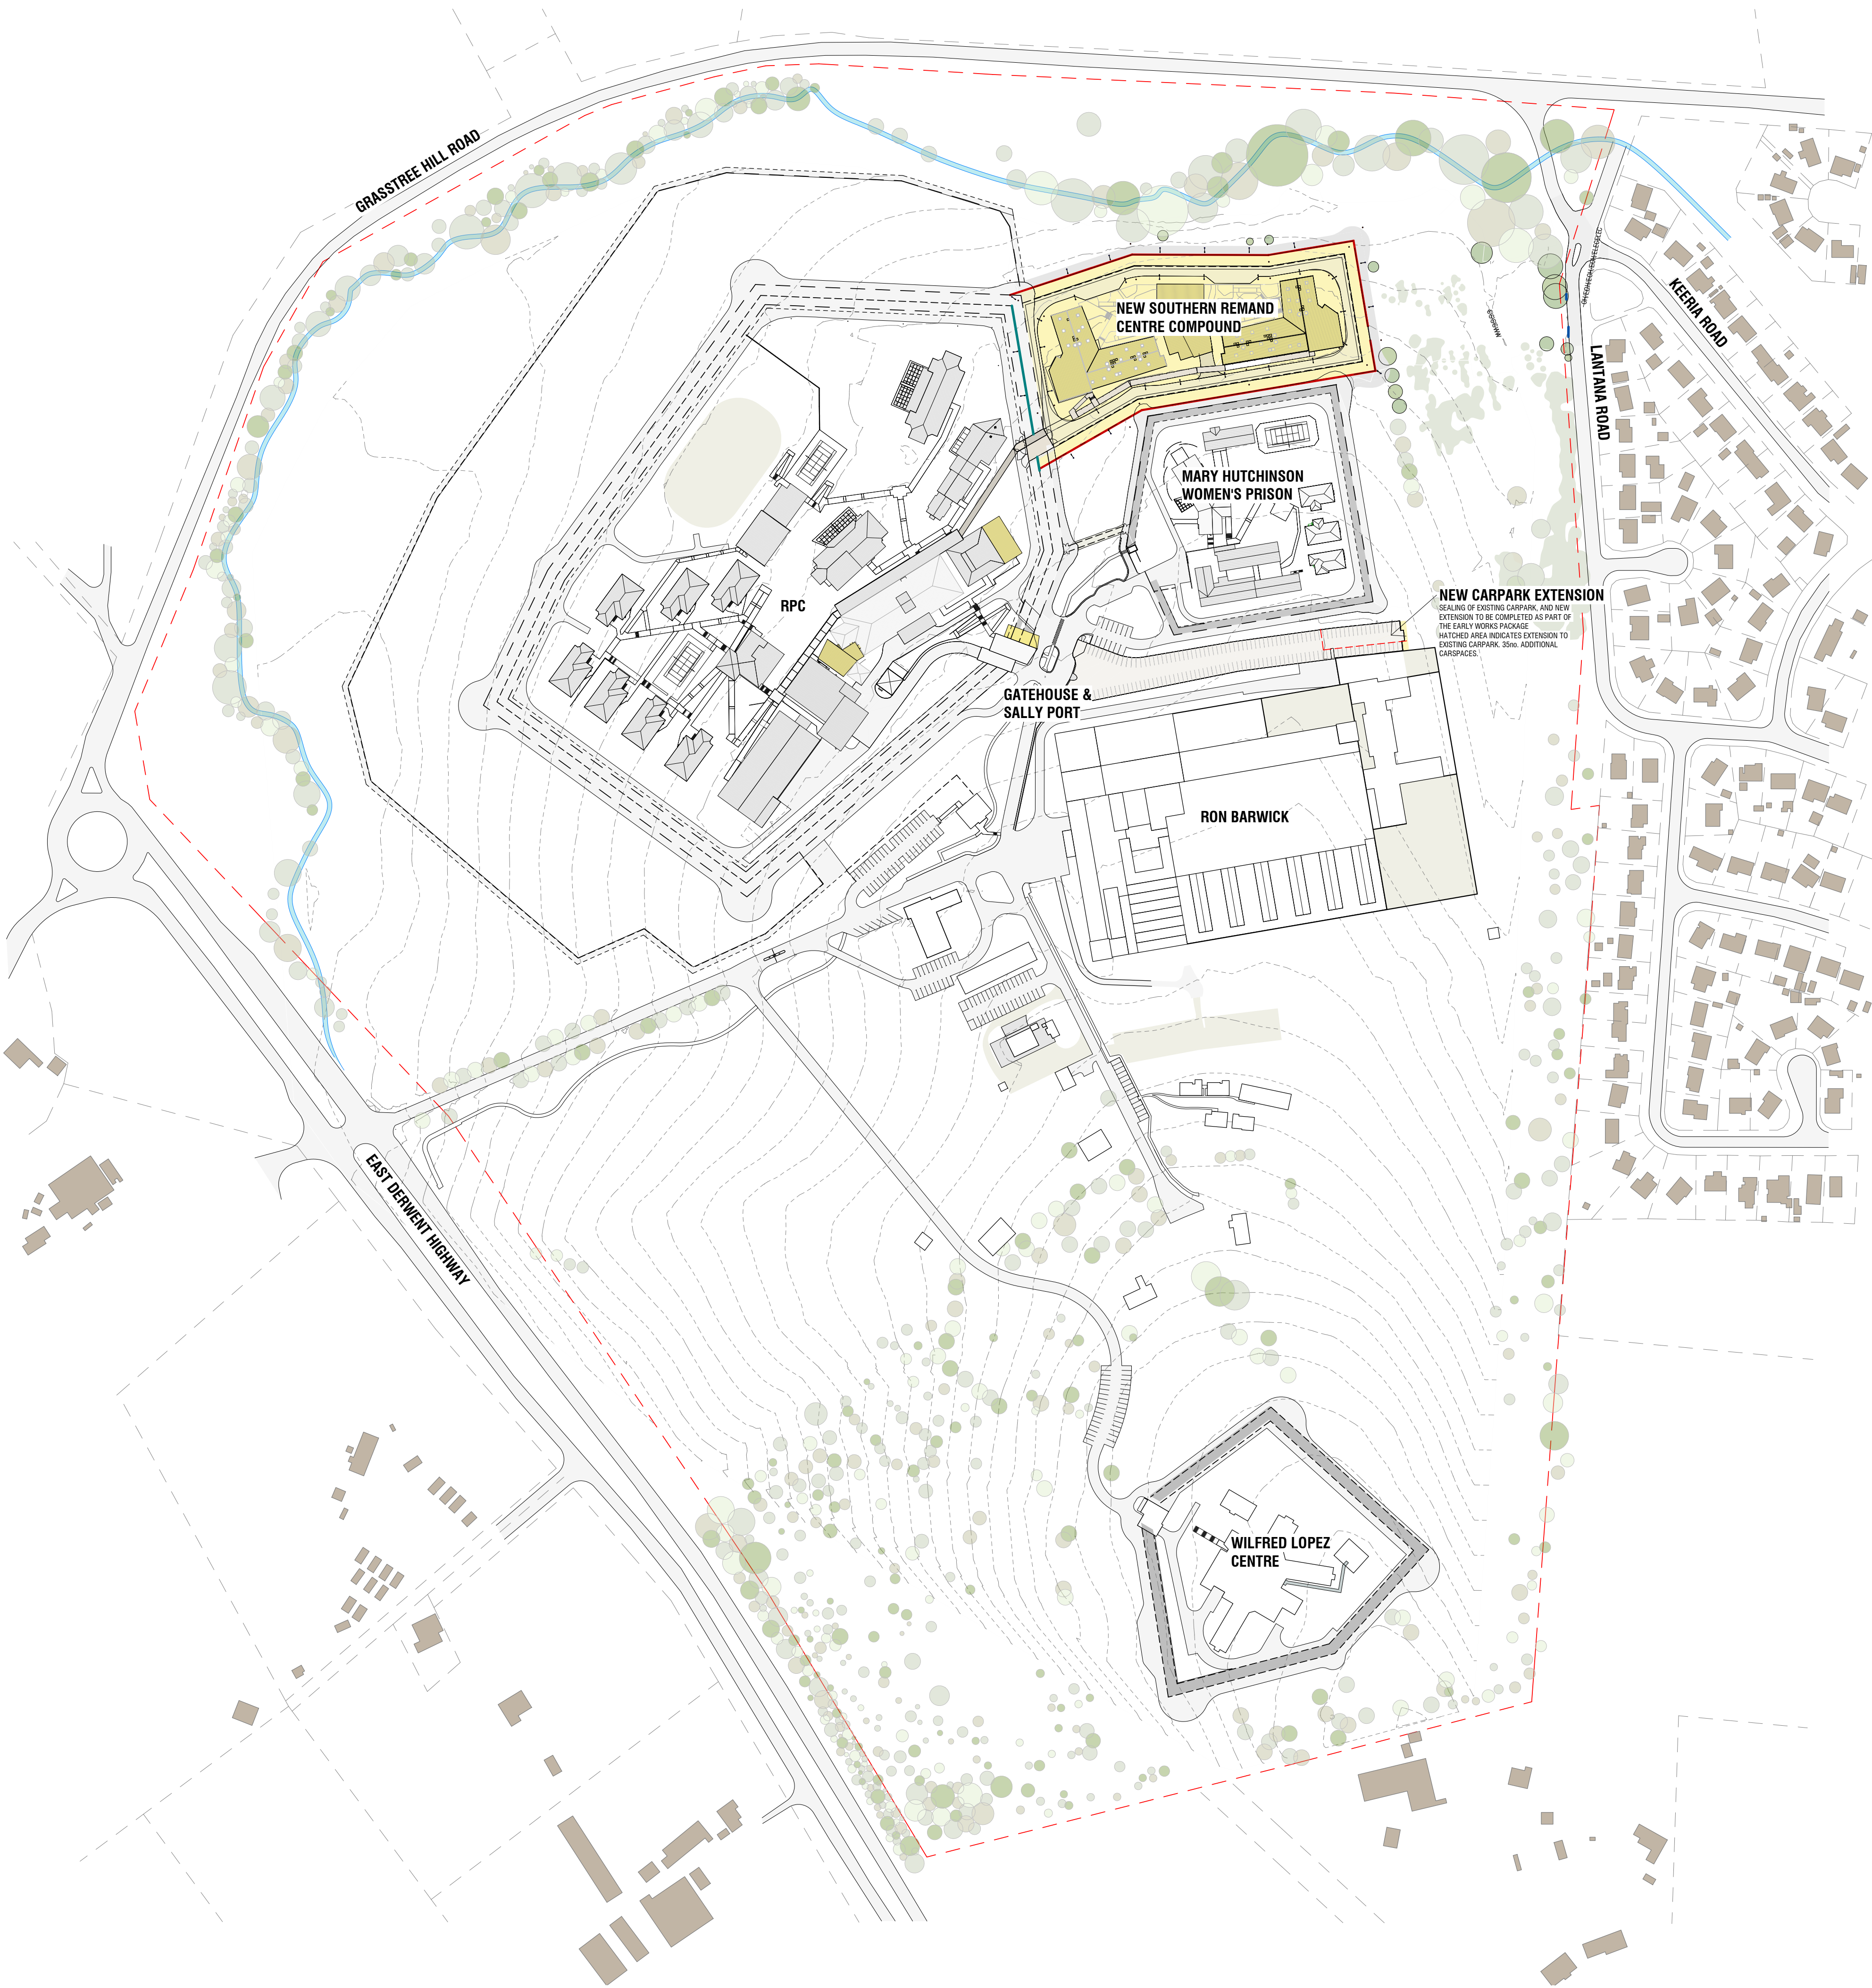 GRASSTREE HILL ROAD
KEERIA ROAD
LANTANA ROAD
NEW SOUTHERN REMAND
CENTRE COMPOUND
MARY HUTCHINSON
WOMEN'S PRISON
NEW CARPARK EXTENSION
SEALING OF EXISTING CARPARK, AND NEW
EXTENSION TO BE COMPLETED AS PART OF
THE EARLY WORKS PACKAGE
HATCHED AREA INDICATES EXTENSION TO
EXISTING CARPARK. 35no. ADDITIONAL
CARSPACES.
RPC
GATEHOUSE &
SALLY PORT
RON BARWICK
EAST DERWENT HIGHWAY
WILFRED LOPEZ
CENTRE